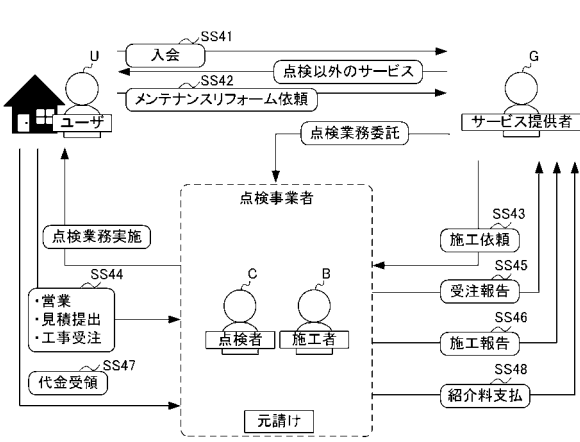 SS41
U
入会
G
点検以外のサービス
SS42
メンテナンスリフォーム依頼
ユーザ
サービス提供者
点検業務委託
点検事業者
SS43
点検業務実施
施工依頼
SS44
C
B
SS45
・営業
・見積提出
・工事受注
受注報告
SS46
点検者
施工者
施工報告
SS47
代金受領
SS48
紹介料支払
元請け